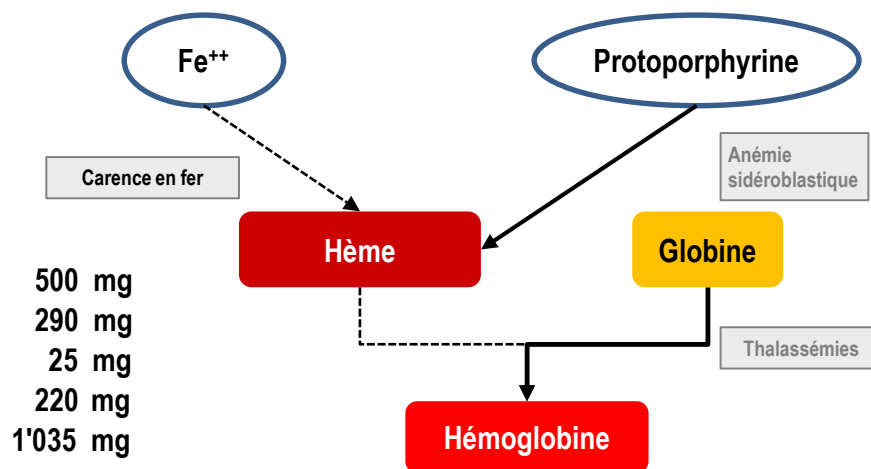 Fe++
Protoporphyrine
Carence en fer
Anémie
sidéroblastique
Hème
Globine
500 mg
290 mg
25 mg
220 mg
1'035 mg
Thalassémies
Hémoglobine